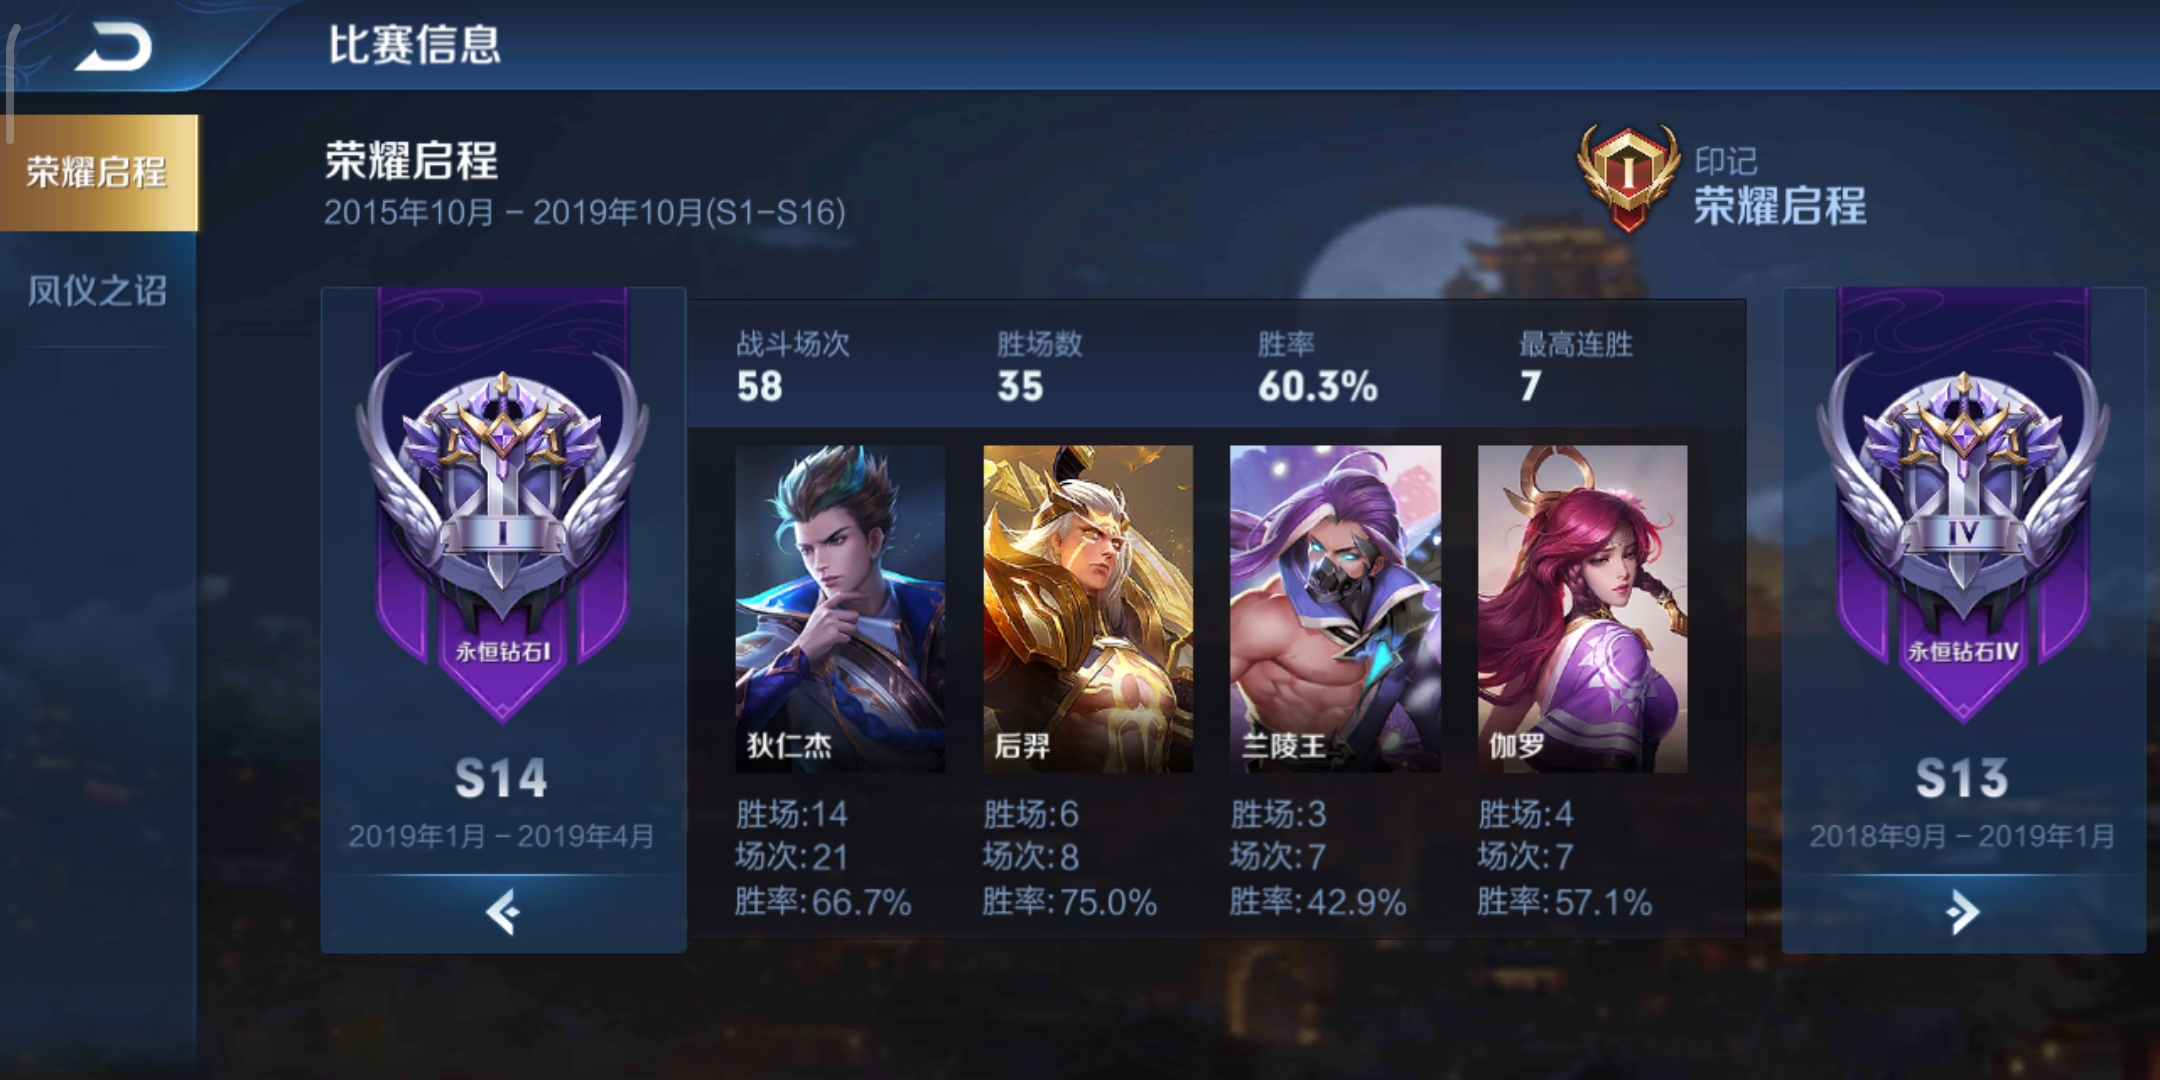 比赛信息
荣耀启程
凤仪之诏
荣耀启程
2015年10月 – 2019年10月(S1–S16)
I
印记
荣耀启程
I
永恒钻石I
S14
2019年1月 – 2019年4月
战斗场次
58
胜场数
35
胜率
60.3%
最高连胜
7
狄仁杰
胜场:14
场次:21
胜率:66.7%
后羿
胜场:6
场次:8
胜率:75.0%
兰陵王
胜场:3
场次:7
胜率:42.9%
伽罗
胜场:4
场次:7
胜率:57.1%
IV
永恒钻石IV
S13
2018年9月 – 2019年1月